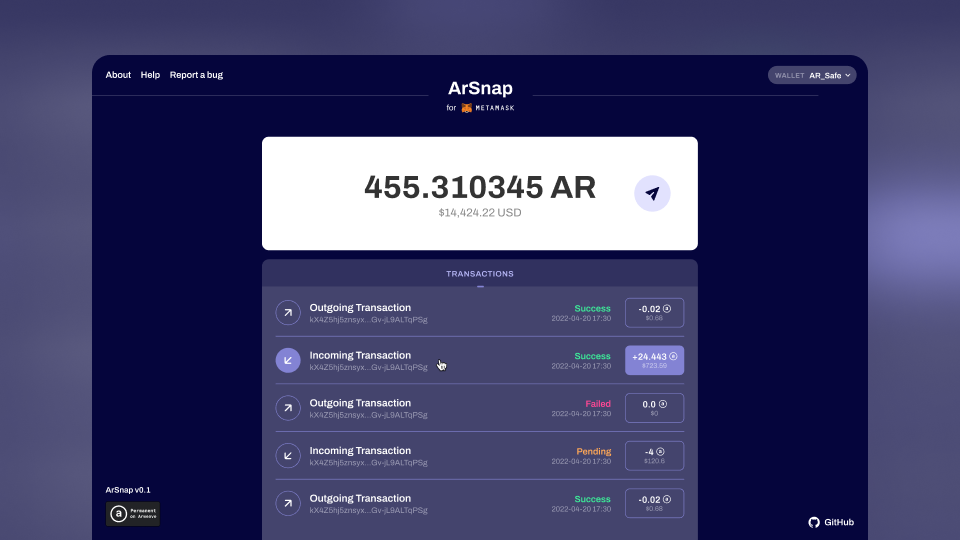 About Help Report a bug
ArSnap
for METAMASK
WALLET AR_Safe
455.310345 AR
$14,424.22 USD
TRANSACTIONS
Outgoing Transaction
kX4Z5hj5znsyx...Gv-jL9ALTqPSg
Success
2022-04-20 17:30
-0.02
$0.68
Incoming Transaction
kX4Z5hj5znsyx...Gv-jL9ALTqPSg
Success
2022-04-20 17:30
+24.443
$723.69
Outgoing Transaction
kX4Z5hj5znsyx...Gv-jL9ALTqPSg
Failed
2022-04-20 17:30
0.0
$0
Incoming Transaction
kX4Z5hj5znsyx...Gv-jL9ALTqPSg
Pending
2022-04-20 17:30
-4
$120.6
Outgoing Transaction
kX4Z5hj5znsyx...Gv-jL9ALTqPSg
Success
2022-04-20 17:30
-0.02
$0.68
ArSnap v0.1
a Permanent
on Arweave
GitHub